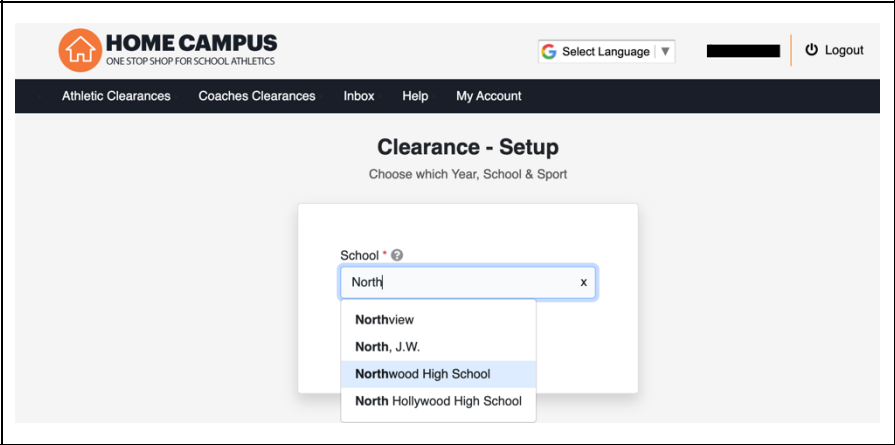 HOME CAMPUS
ONE STOP SHOP FOR SCHOOL ATHLETICS
Select Language ▼
Logout
Athletic Clearances Coaches Clearances Inbox Help My Account
Clearance - Setup
Choose which Year, School & Sport
School * ?
North x
Northview
North, J.W.
Northwood High School
North Hollywood High School